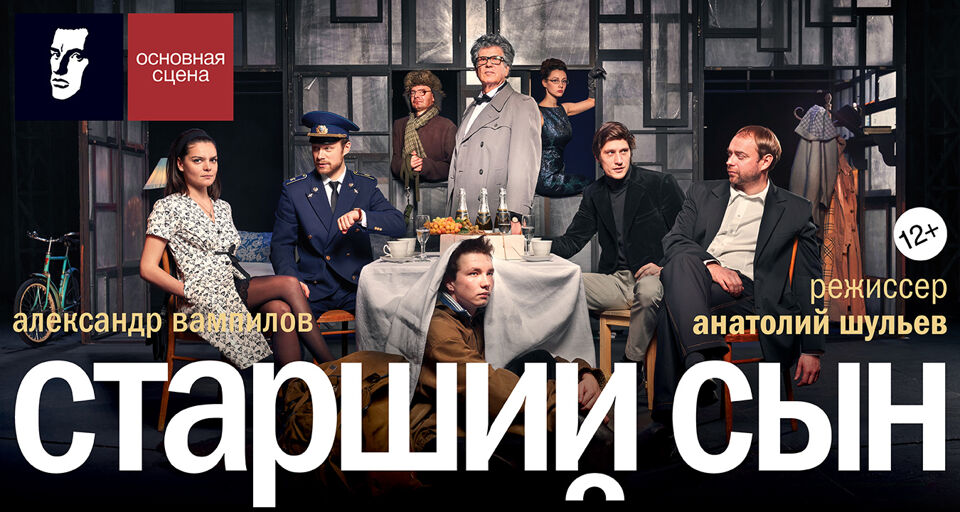 основная
сцена
12+
александр вампилов
режиссер
анатолий шульев
старший сын